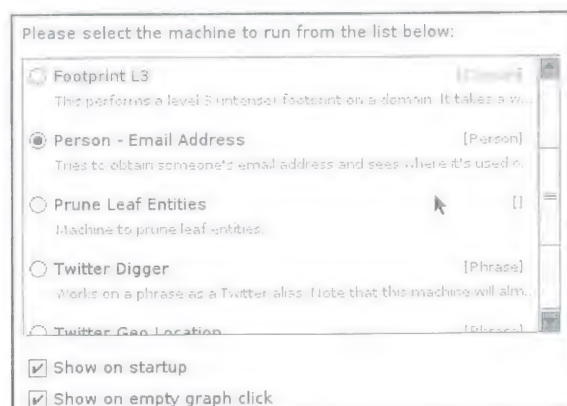 Please select the machine to run from the list below:
Footprint L3
This performs a level 3 (intense) footprint on a domain. It takes a w...
Person - Email Address [Person]
Tries to obtain someone's email address and sees where it's used o.
Prune Leaf Entities []
Machine to prune leaf entities.
Twitter Digger [Phrase]
Works on a phrase as a Twitter alias. Note that this machine will alm..
Twitter Geo Location [Phrase]
Show on startup
Show on empty graph click